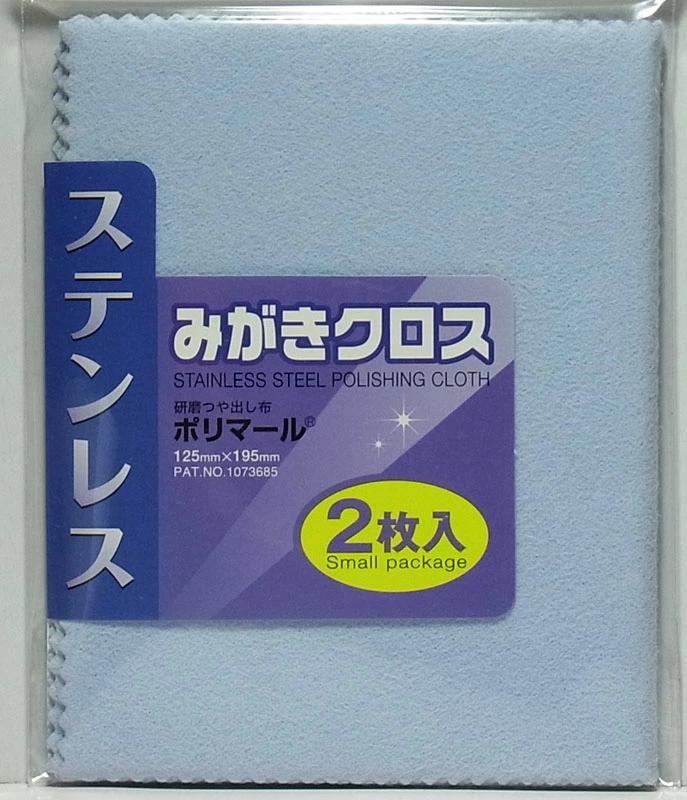 ステンレス
みがきクロス
STAINLESS STEEL POLISHING CLOTH
研磨つや出し布
ポリマール®
125mm×195mm
PAT.NO.1073685
2枚入
Small package